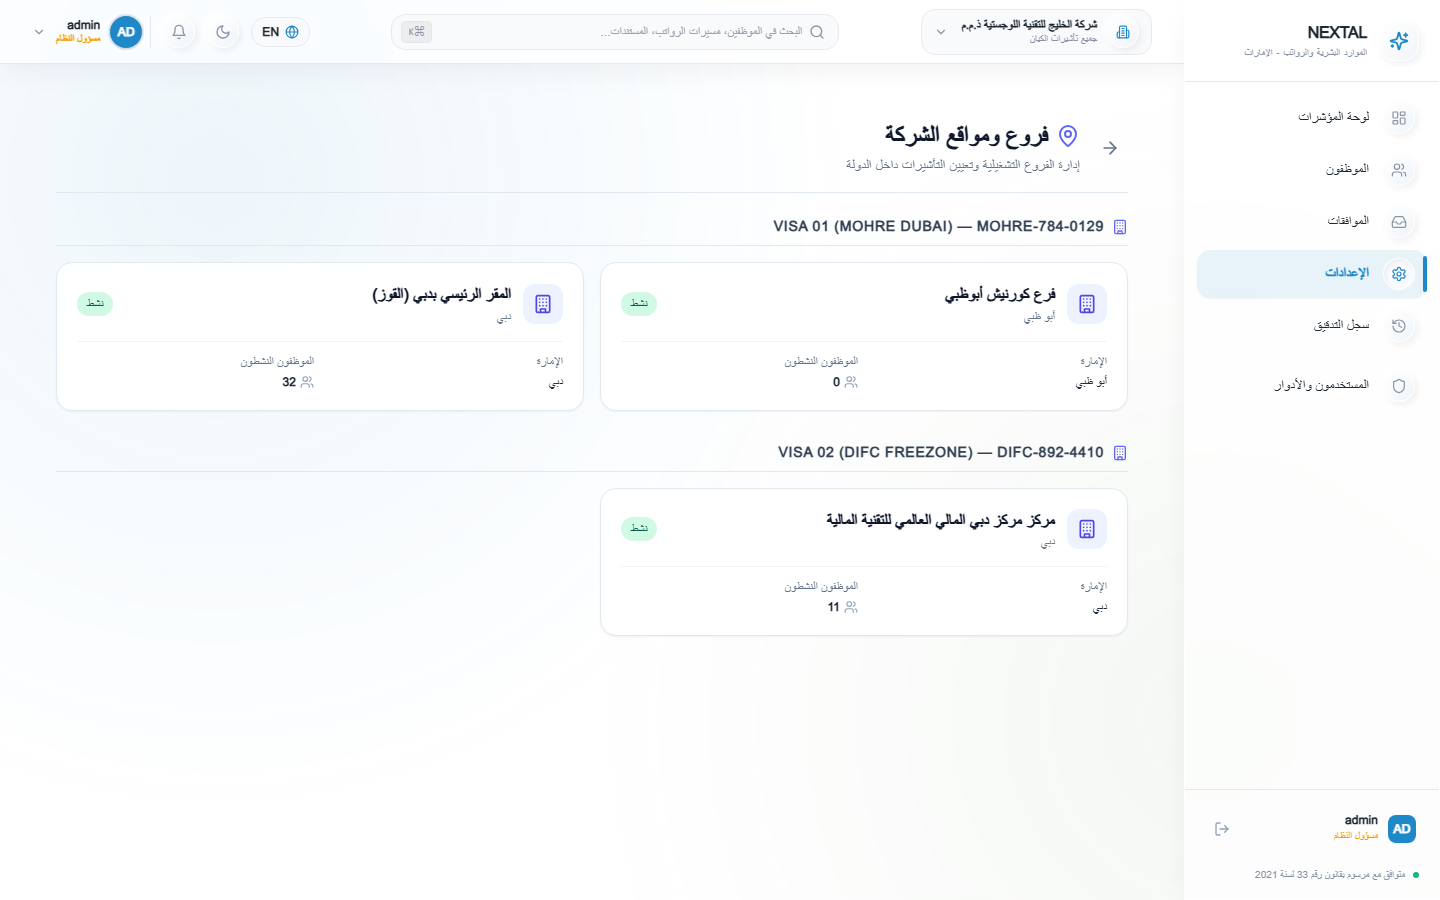 NEXTAL
الموارد البشرية والرواتب - الإمارات
لوحة المؤشرات
الموظفون
الموافقات
الإعدادات
سجل التدقيق
المستخدمون والأدوار
AD
admin
مسؤول النظام
متوافق مع مرسوم بقانون رقم 33 لسنة 2021
شركة الخليج للتقنية اللوجستية ذ.م.م
جميع تأشيرات الكيان
البحث في الموظفين، مسيرات الرواتب، المستندات...
⌘K
EN
AD
admin
مسؤول النظام
فروع ومواقع الشركة
إدارة الفروع التشغيلية وتعيين التأشيرات داخل الدولة
VISA 01 (MOHRE DUBAI) — MOHRE-784-0129
فرع كورنيش أبوظبي
أبو ظبي
نشط
الإمارة
أبو ظبي
الموظفون النشطون
0
المقر الرئيسي بدبي (القوز)
دبي
نشط
الإمارة
دبي
الموظفون النشطون
32
VISA 02 (DIFC FREEZONE) — DIFC-892-4410
مركز مركز دبي المالي العالمي للتقنية المالية
دبي
نشط
الإمارة
دبي
الموظفون النشطون
11